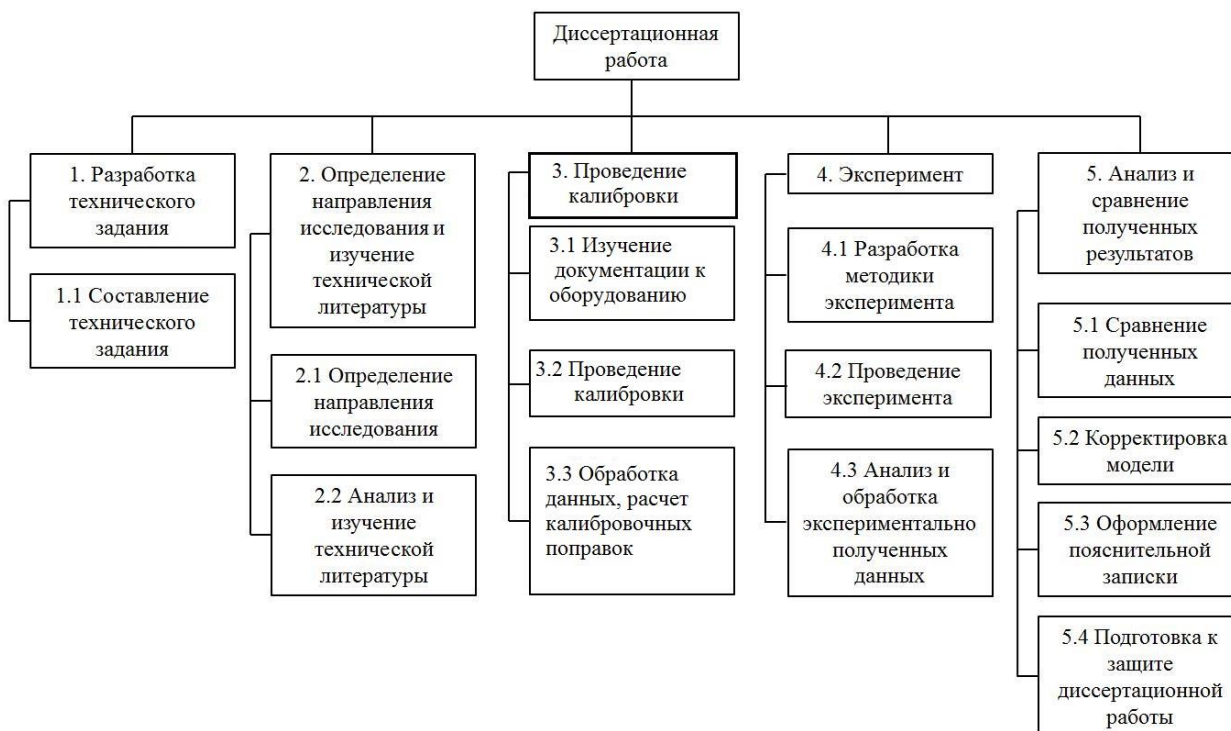 Диссертационная
работа
1. Разработка
технического
задания
1.1 Составление
технического
задания
2. Определение
направления
исследования и
изучение
технической
литературы
2.1 Определение
направления
исследования
2.2 Анализ и
изучение
технической
литературы
3. Проведение
калибровки
3.1 Изучение
документации к
оборудованию
3.2 Проведение
калибровки
3.3 Обработка
данных, расчет
калибровочных
поправок
4. Эксперимент
4.1 Разработка
методики
эксперимента
4.2 Проведение
эксперимента
4.3 Анализ и
обработка
экспериментально
полученных
данных
5. Анализ и
сравнение
полученных
результатов
5.1 Сравнение
полученных
данных
5.2 Корректировка
модели
5.3 Оформление
пояснительной
записки
5.4 Подготовка к
защите
диссертационной
работы